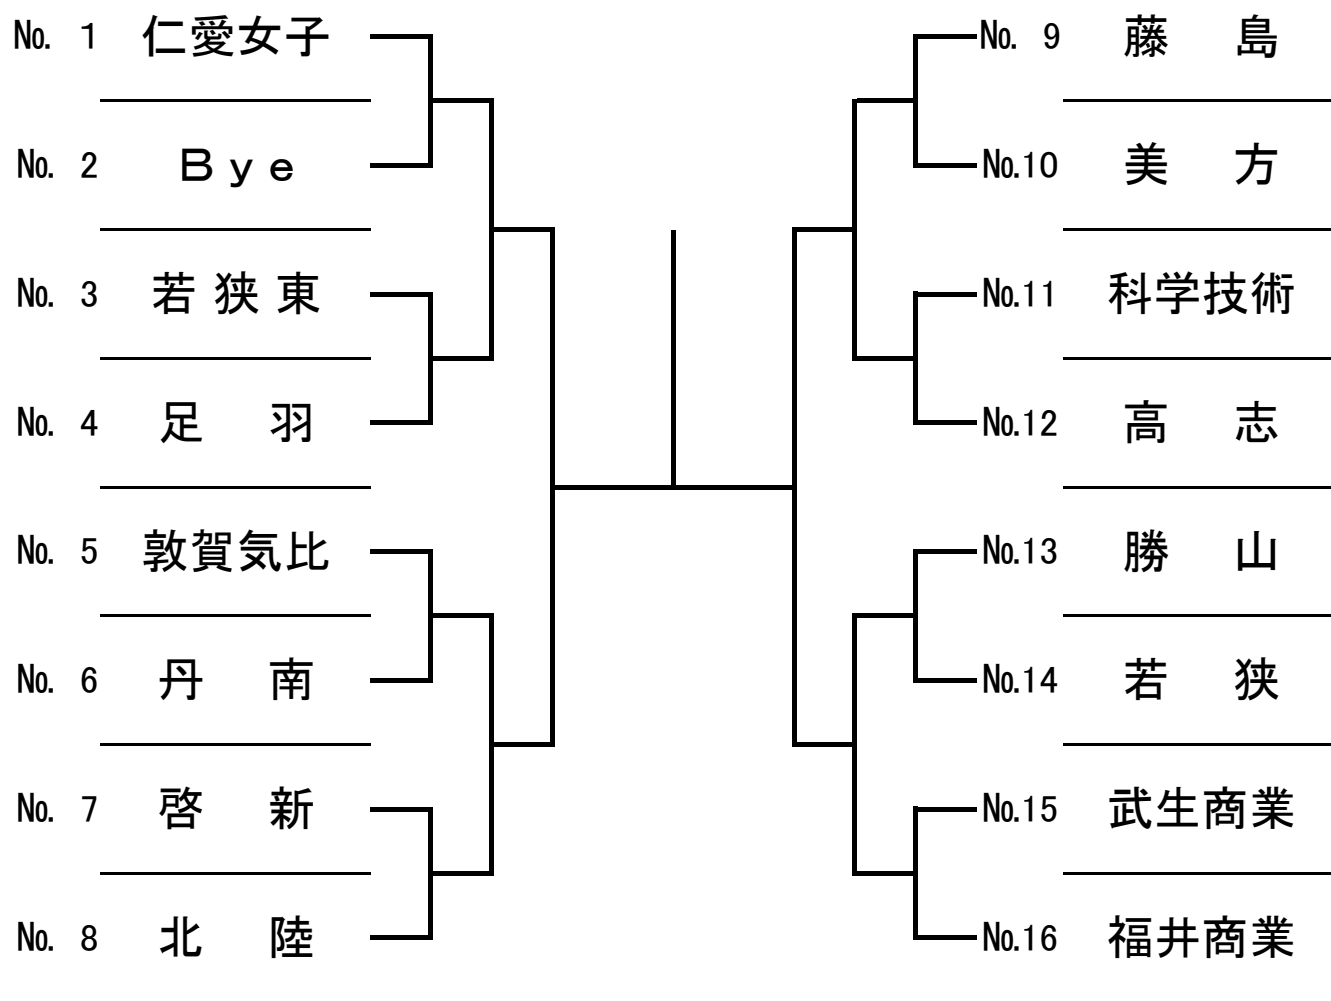 No. 1 仁愛女子
No. 2 Bye
No. 3 若狭東
No. 4 足羽
No. 5 敦賀気比
No. 6 丹南
No. 7 啓新
No. 8 北陸
No. 9 藤島
No.10 美方
No.11 科学技術
No.12 高志
No.13 勝山
No.14 若狭
No.15 武生商業
No.16 福井商業